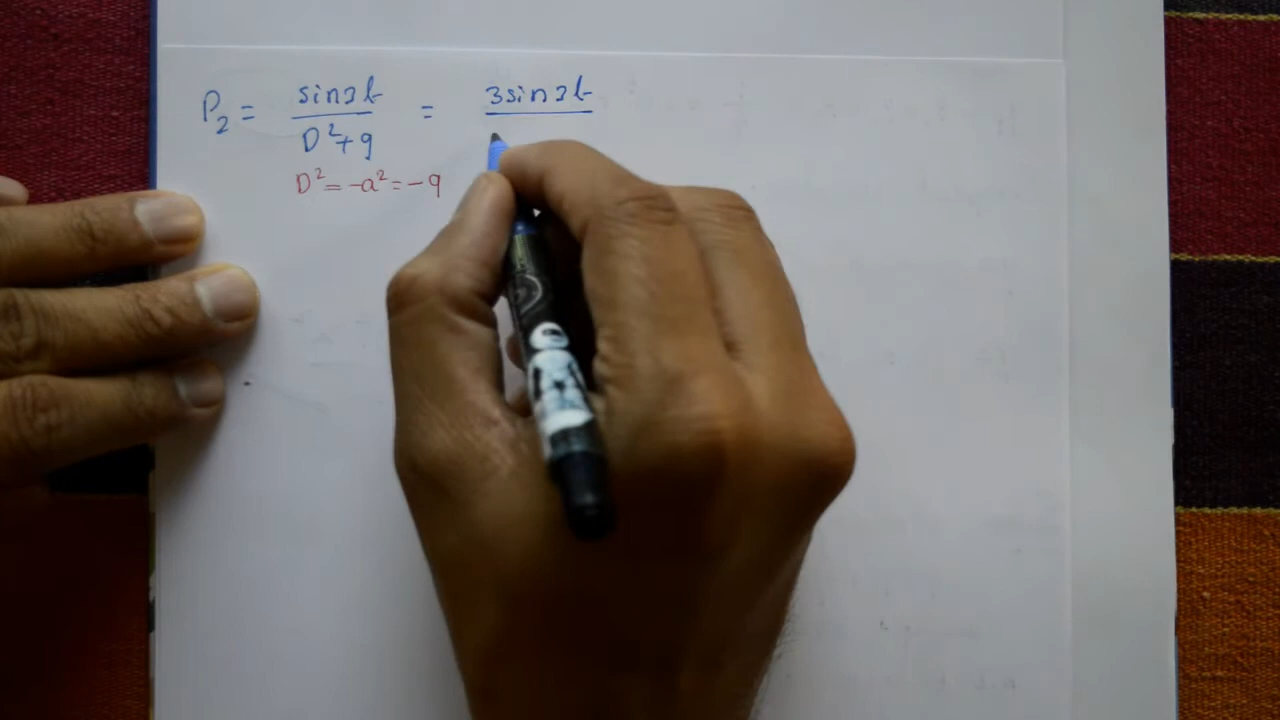 P₂ = sin3t / D²+9 = 3sin3t /
D² = -a² = -9